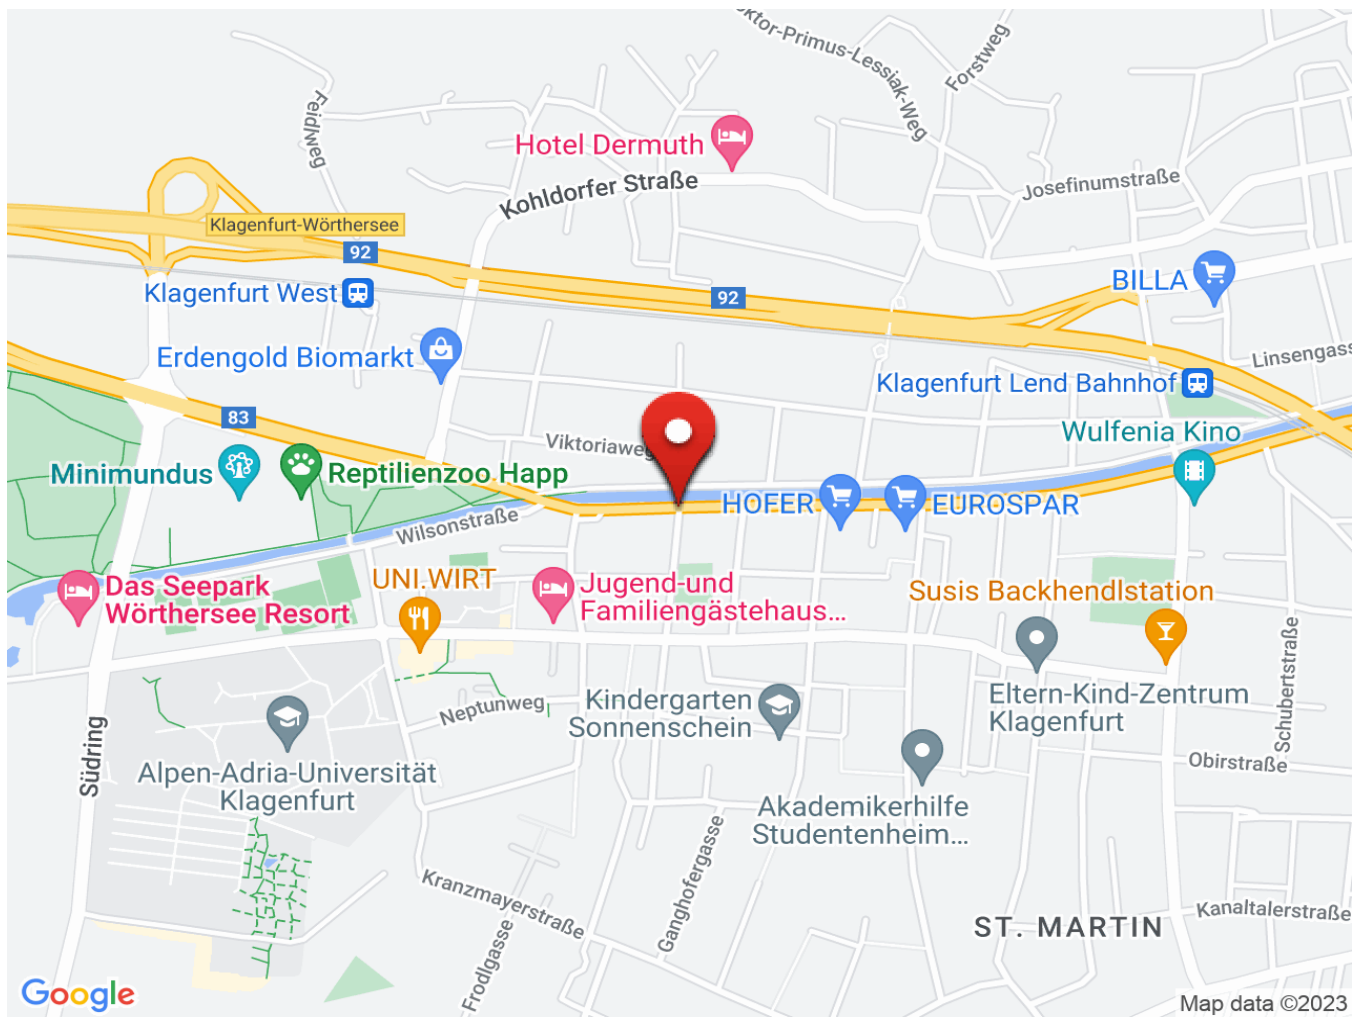 ktor-Primus-Lessiak-Weg
Forstweg
Feldweg
Hotel Dermuth
Kohldorfer Straße
Josefinumstraße
Klagenfurt-Wörthersee
92
Klagenfurt West
92
BILLA
Erdengold Biomarkt
Linsengass
Klagenfurt Lend Bahnhof
83
Viktoriaweg
Wulfenia Kino
Minimundus
Reptilienzoo Happ
HOFER
EUROSPAR
Wilsonstraße
UNI WIRT
Das Seepark
Wörthersee Resort
Jugend-und
Familiengästehaus...
Susis Backhendlstation
Schubertstraße
Neptunweg
Kindergarten
Sonnenschein
Eltern-Kind-Zentrum
Klagenfurt
Südring
Alpen-Adria-Universität
Klagenfurt
Obirstraße
Akademikerhilfe
Studentenheim...
Ganghofergasse
Kranzmayerstraße
Frodlgasse
ST. MARTIN
Kanaltalerstraße
Google
Map data ©2023